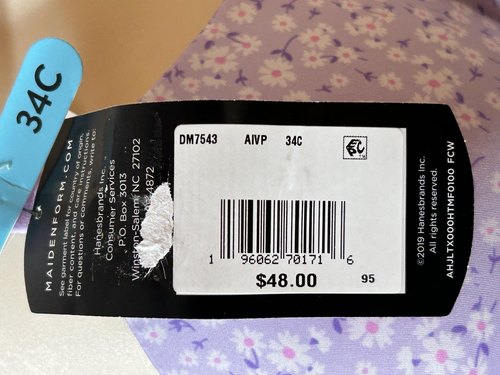 34C
MAIDENFORM.COM
See garment label for country of origin,
fiber content, and care instructions.
For questions or comments, write to:
Hanesbrands Inc.
Consumer Services
P.O. Box 3013
Winston-Salem, NC 27102
4872
DM7543 AIVP 34C
1 96062 70171 6
$48.00 95
©2019 Hanesbrands Inc.
All rights reserved.
AHJLTX000HTMF0100 FCW